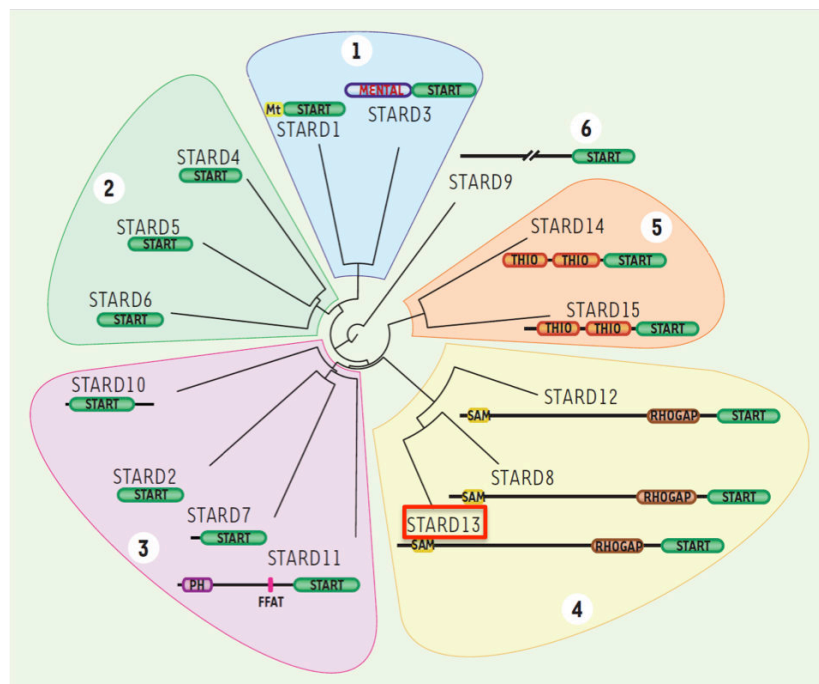 1
MENTAL START
Mt START
STARD1
STARD3
6
START
STARD9
2
STARD4
START
STARD5
START
STARD6
START
5
STARD14
THIO THIO START
STARD15
THIO THIO START
STARD10
START
STARD2
START
STARD7
START
STARD11
3
PH START
FFAT
STARD12
SAM RHOGAP START
STARD8
SAM RHOGAP START
STARD13
SAM RHOGAP START
4